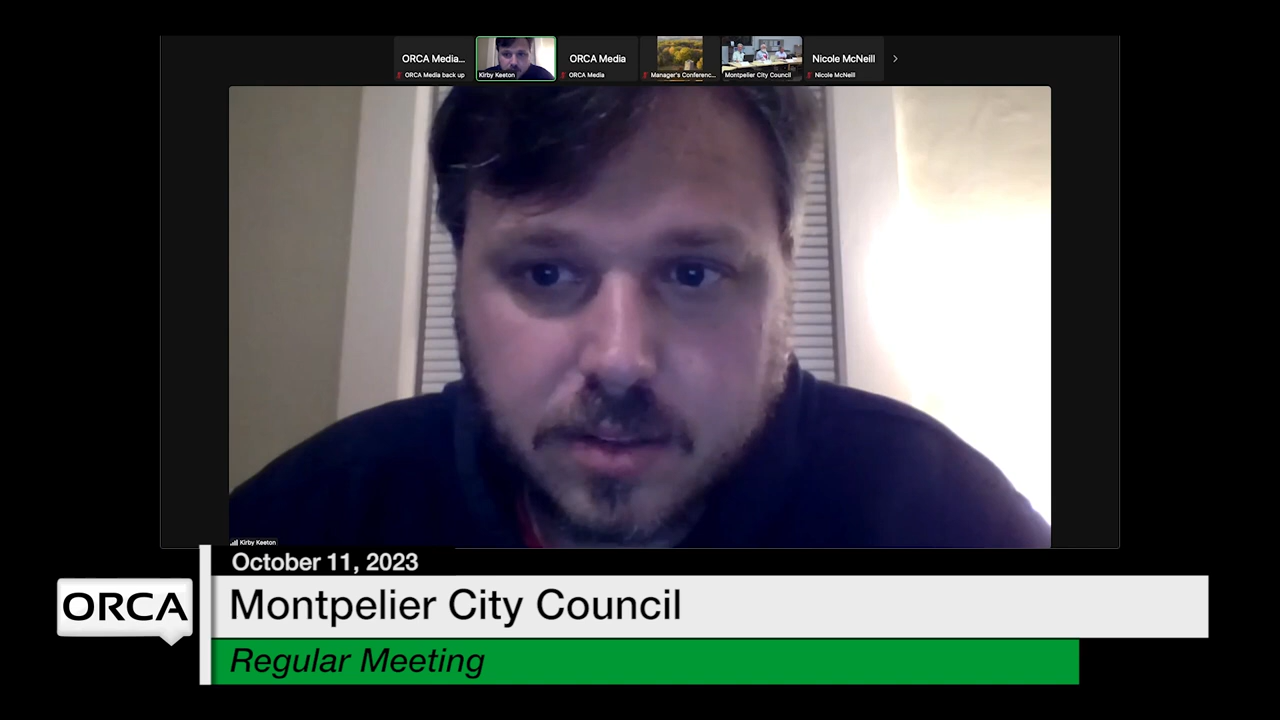 ORCA Media...
ORCA Media
Nicole McNeill
ORCA Media back up
Kirby Keeton
ORCA Media
Manager's Conferenc...
Montpelier City Council
Nicole McNeill
Kirby Keeton
October 11, 2023
ORCA
Montpelier City Council
Regular Meeting